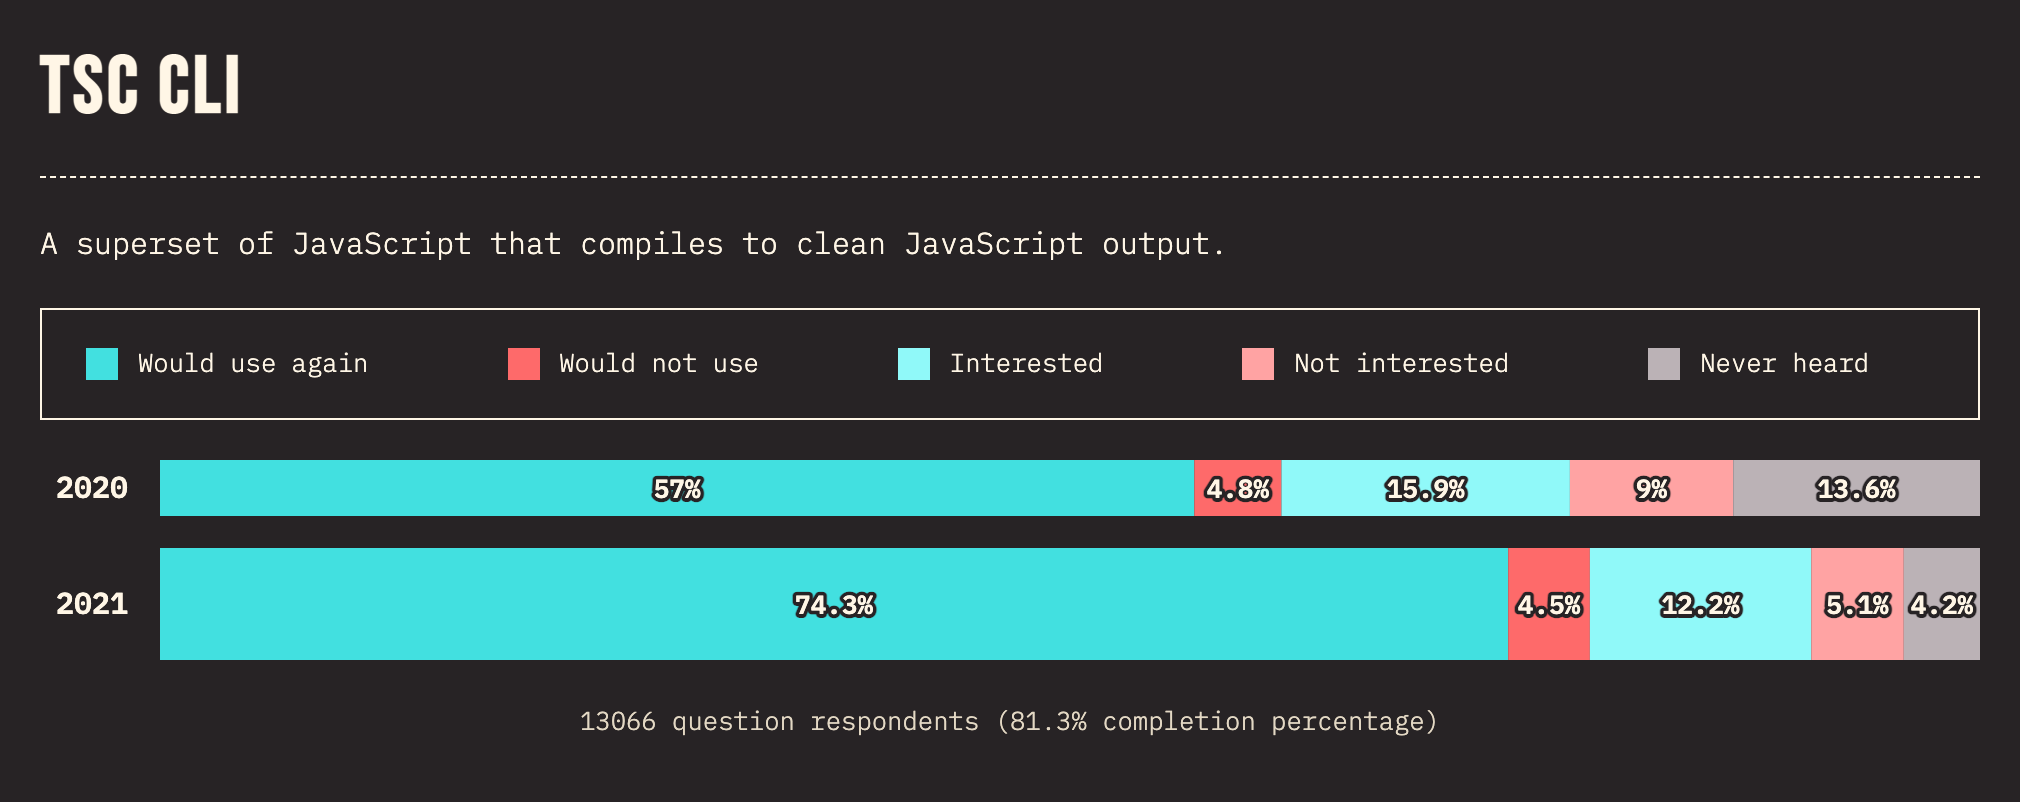 TSC CLI
A superset of JavaScript that compiles to clean JavaScript output.
Would use again Would not use Interested Not interested Never heard
2020 57% 4.8% 15.9% 9% 13.6%
2021 74.3% 4.5% 12.2% 5.1% 4.2%
13066 question respondents (81.3% completion percentage)